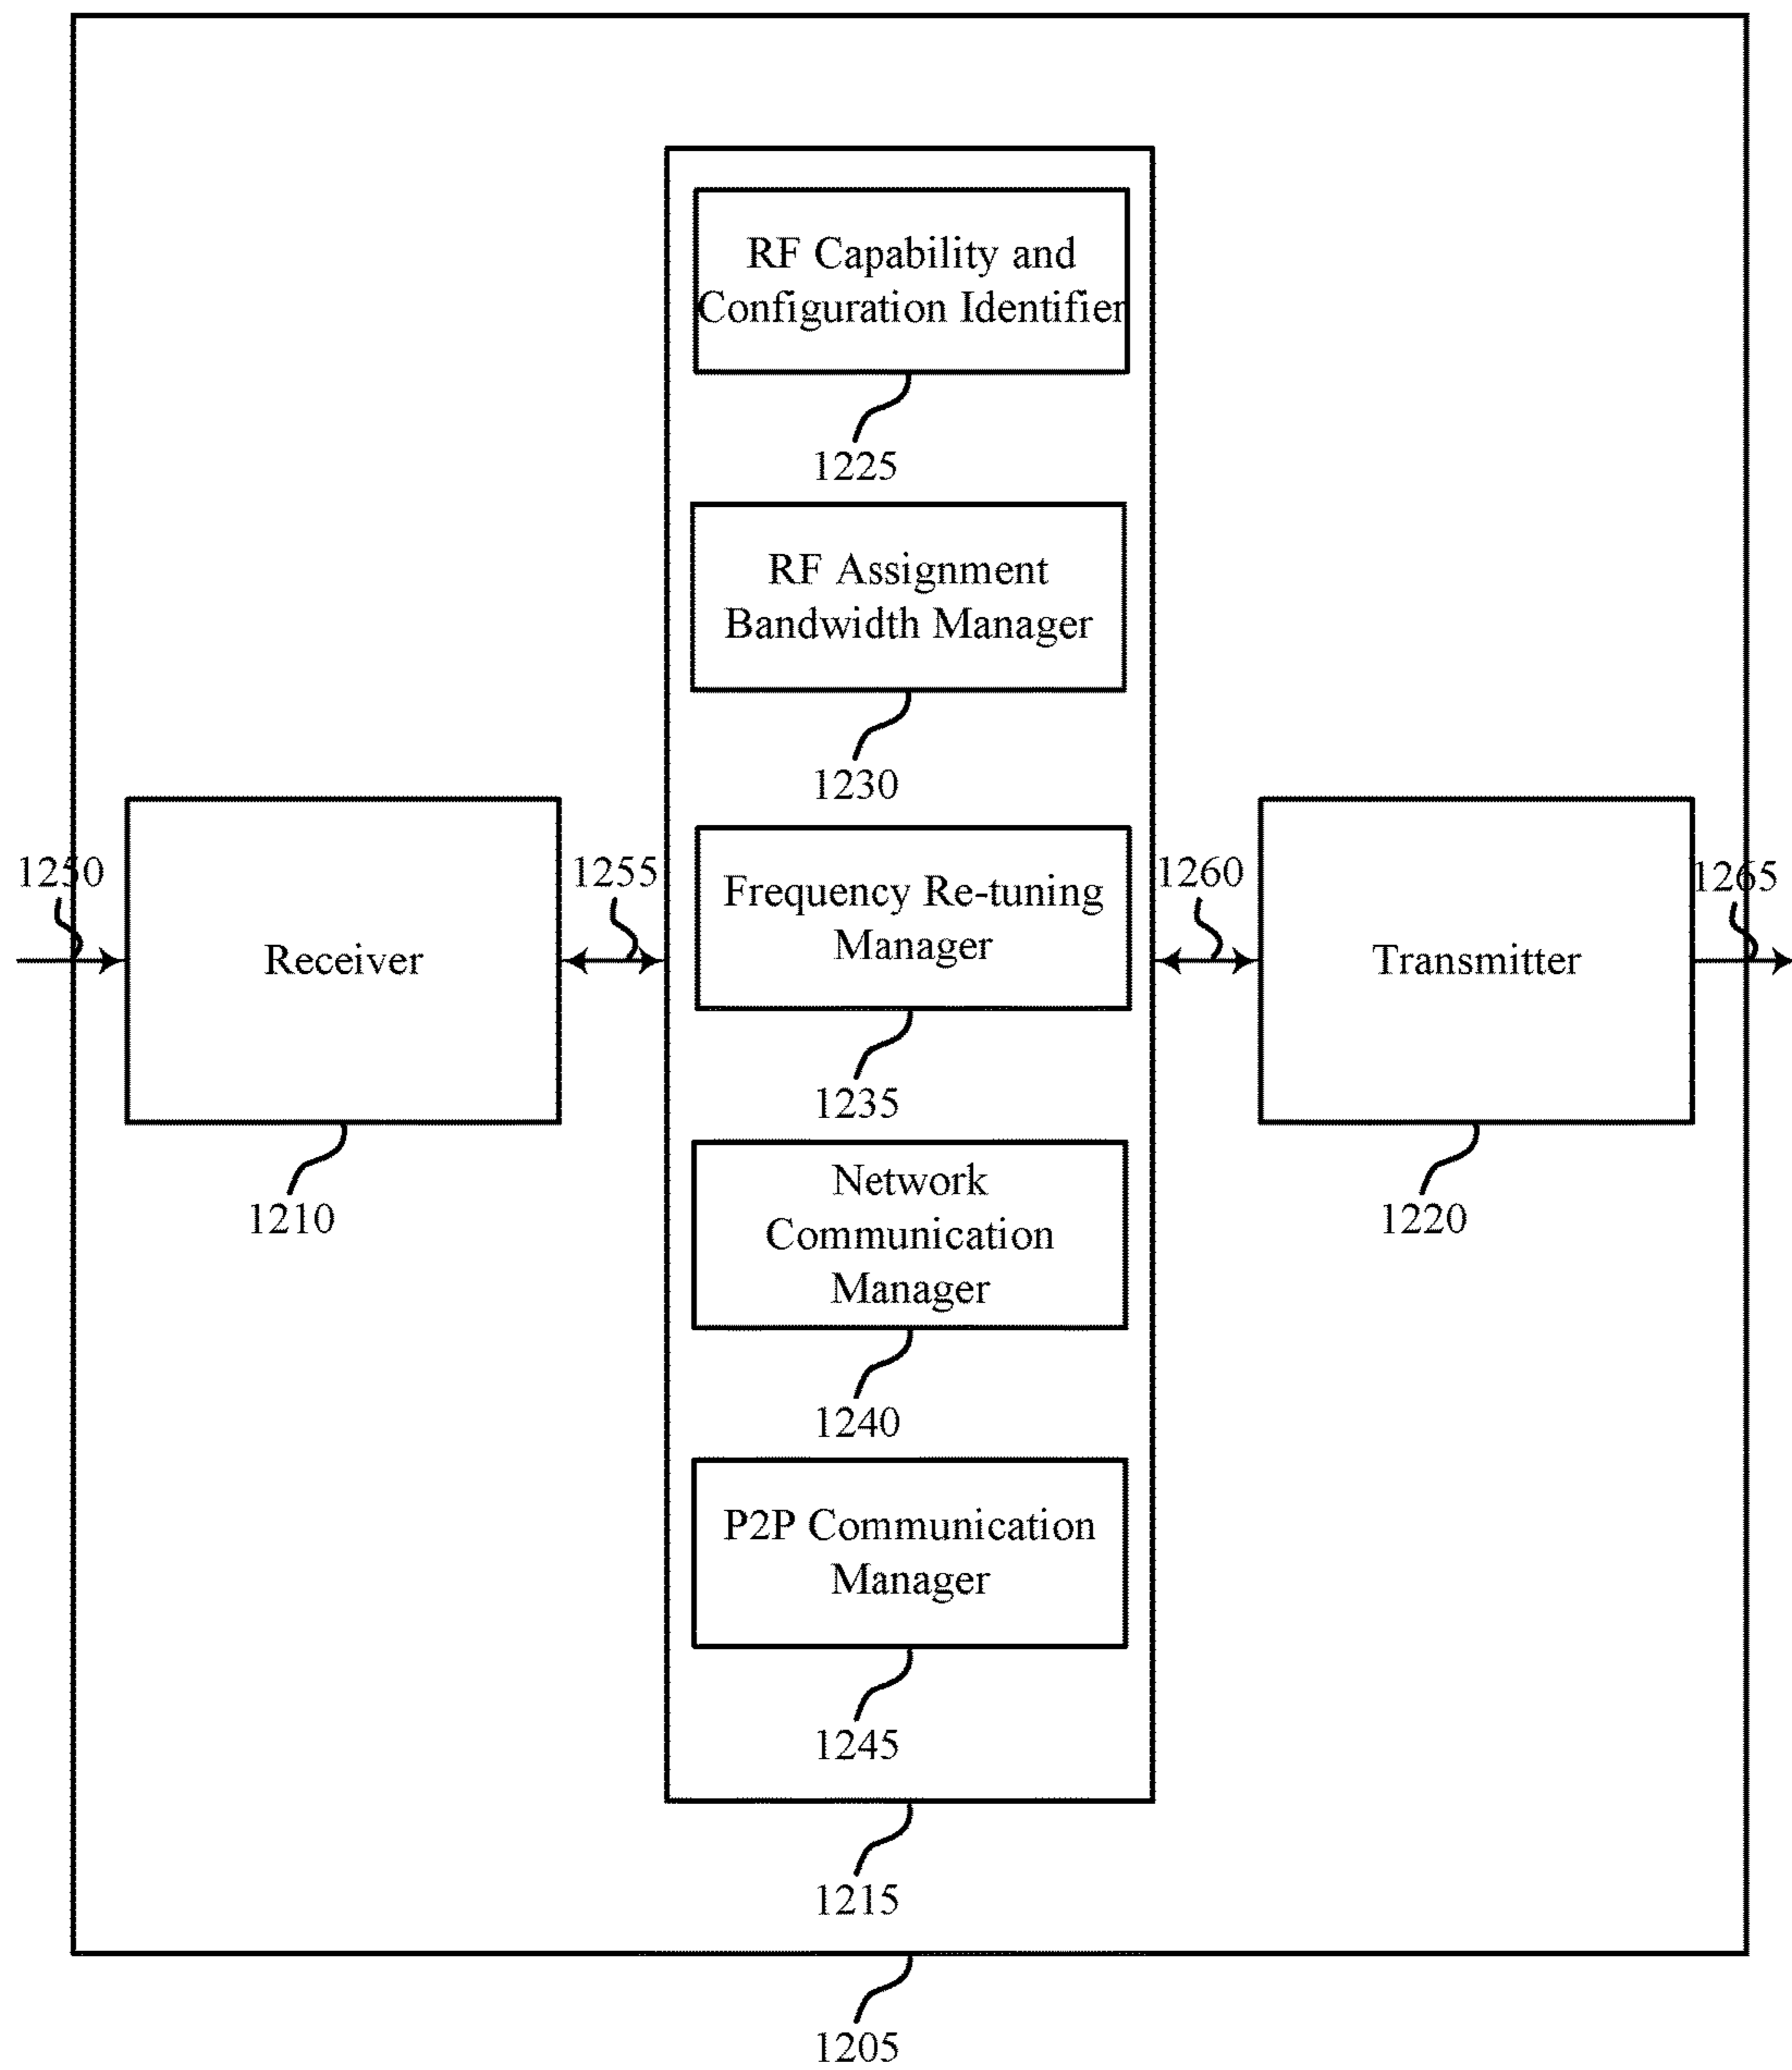 RF Capability and
Configuration Identifier
1225
RF Assignment
Bandwidth Manager
1230
1250
1255
1260
1265
Receiver
Frequency Re-tuning
Manager
Transmitter
1235
1210
1220
Network
Communication
Manager
1240
P2P Communication
Manager
1245
1215
1205